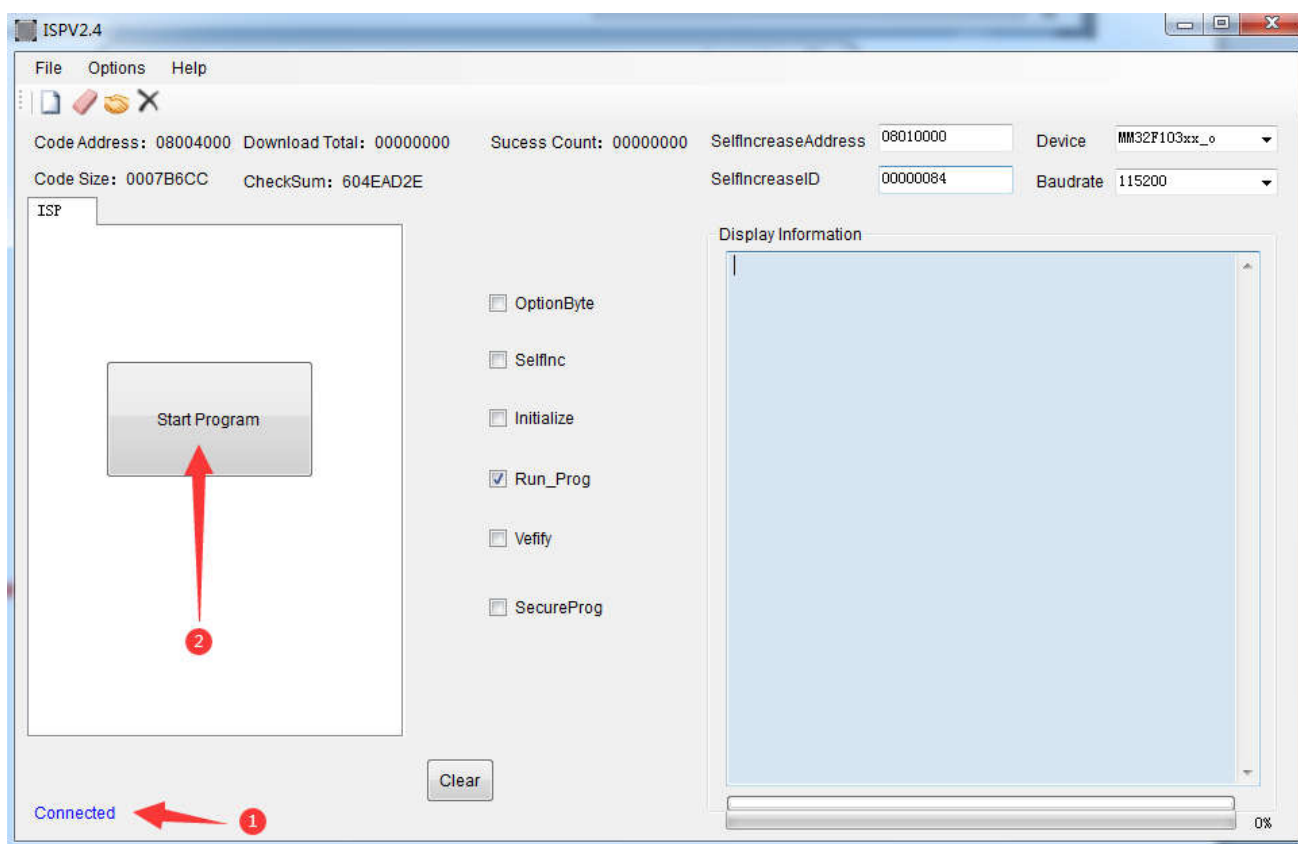 ISPV2.4
File Options Help
Code Address: 08004000 Download Total: 00000000 Sucess Count: 00000000 SelfIncreaseAddress 08010000 Device MM32F103xx_o
Code Size: 0007B6CC CheckSum: 604EAD2E SelfIncreaseID 00000084 Baudrate 115200
ISP
Display Information
OptionByte
SelfInc
Start Program
Initialize
Run_Prog
Vefify
SecureProg
2
Clear
Connected
1
0%